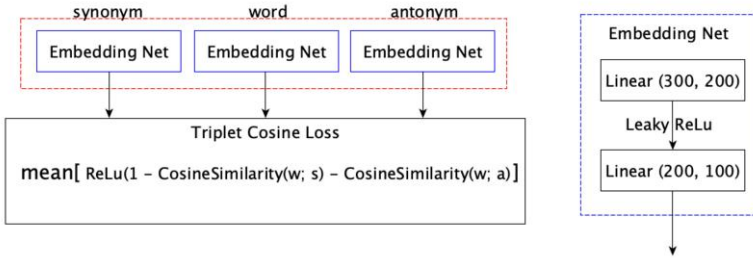 synonym word antonym
Embedding Net Embedding Net Embedding Net
Triplet Cosine Loss
mean[ ReLu(1 - CosineSimilarity(w; s) - CosineSimilarity(w; a)]
Embedding Net
Linear (300, 200)
Leaky ReLu
Linear (200, 100)